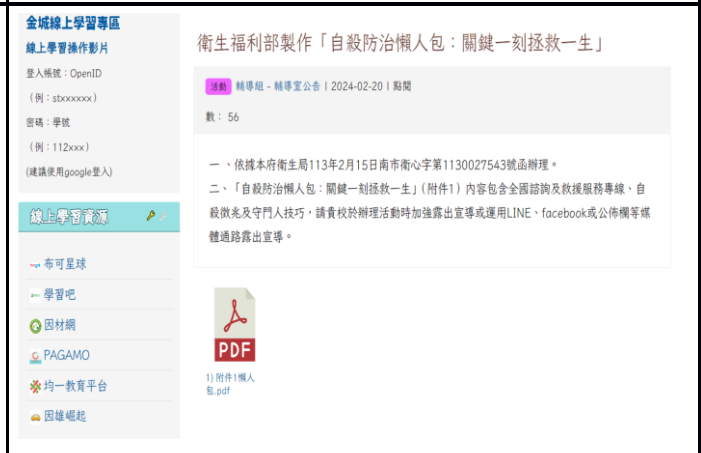 金城線上學習專區
線上學習操作影片
登入帳號：OpenID
（例：stxxxxxx）
密碼：學號
（例：112xxx）
(建議使用google登入)
線上學習資源
布可星球
學習吧
因材網
PAGAMO
均一教育平台
因雄崛起
衛生福利部製作「自殺防治懶人包：關鍵一刻拯救一生」
活動 輔導組 - 輔導室公告 | 2024-02-20 | 點閱
數： 56
一 、依據本府衛生局113年2月15日南市衛心字第1130027543號函辦理。
二、「自殺防治懶人包：關鍵一刻拯救一生」(附件1) 內容包含全國諮詢及救援服務專線、自
殺徵兆及守門人技巧，請貴校於辦理活動時加強露出宣導或運用LINE、facebook或公佈欄等媒
體通路露出宣導。
PDF
1) 附件1懶人
包.pdf